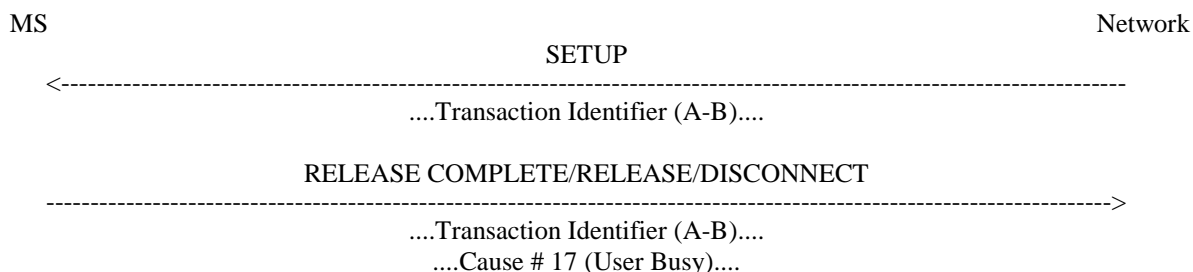 MS Network
SETUP
<------------------------------------------------------------------------------------------------------------------------
....Transaction Identifier (A-B)....
RELEASE COMPLETE/RELEASE/DISCONNECT
------------------------------------------------------------------------------------------------------------------------>
....Transaction Identifier (A-B)....
....Cause # 17 (User Busy)....